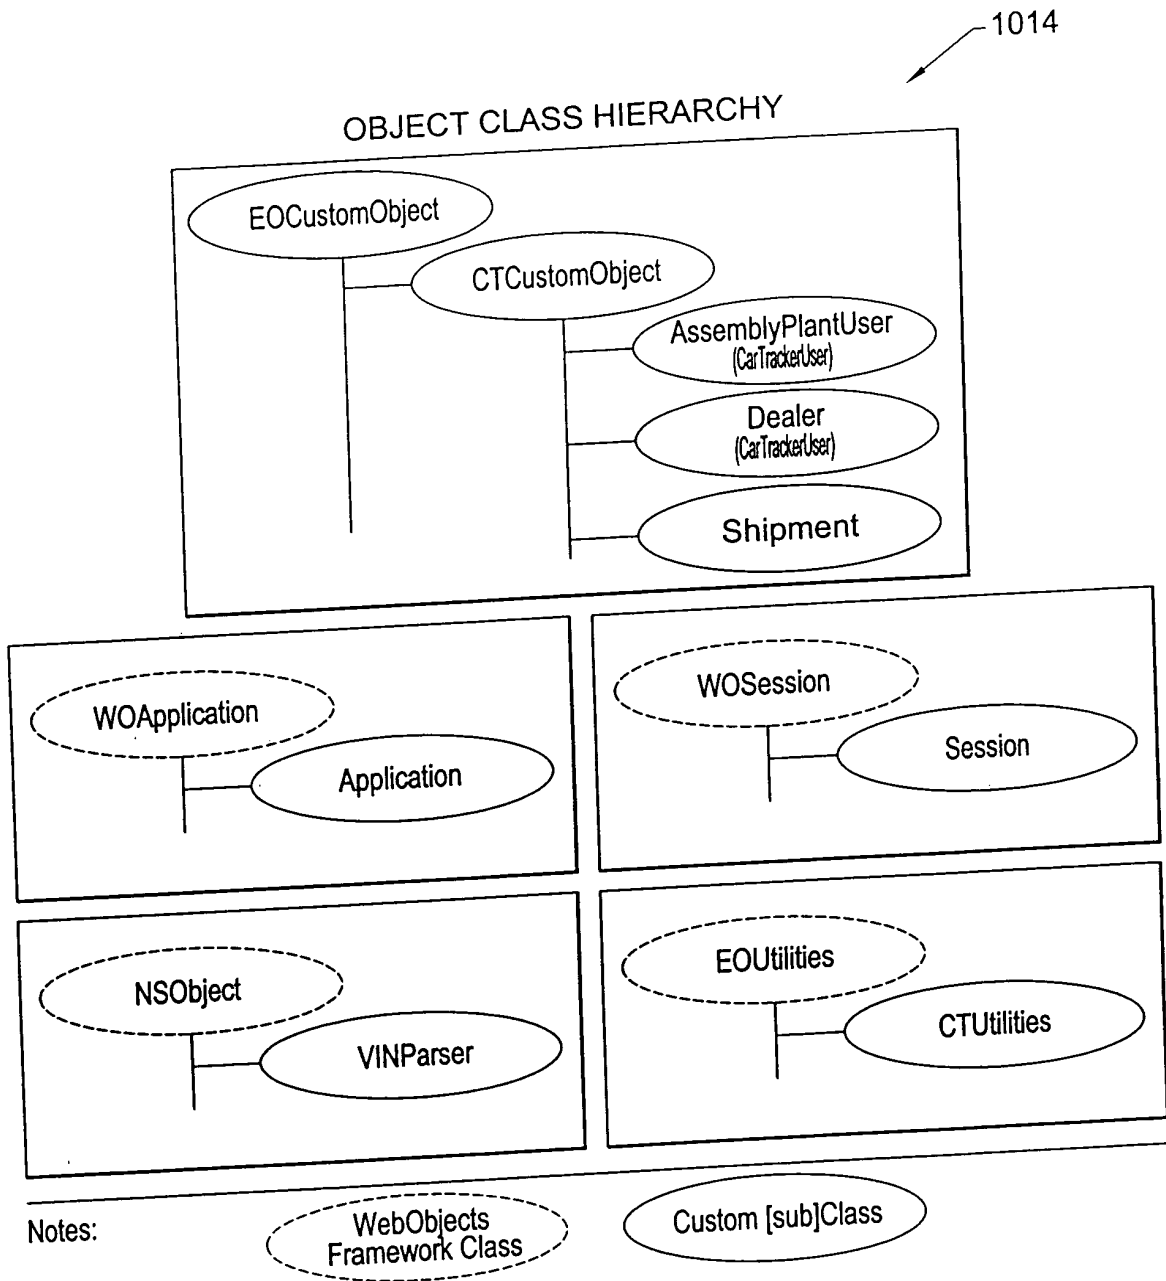 1014
OBJECT CLASS HIERARCHY
EOCustomObject
CTCustomObject
AssemblyPlantUser
(CarTrackerUser)
Dealer
(CarTrackerUser)
Shipment
WOApplication
Application
WOSession
Session
NSObject
VINParser
EOUtilities
CTUtilities
Notes:
WebObjects
Framework Class
Custom [sub]Class